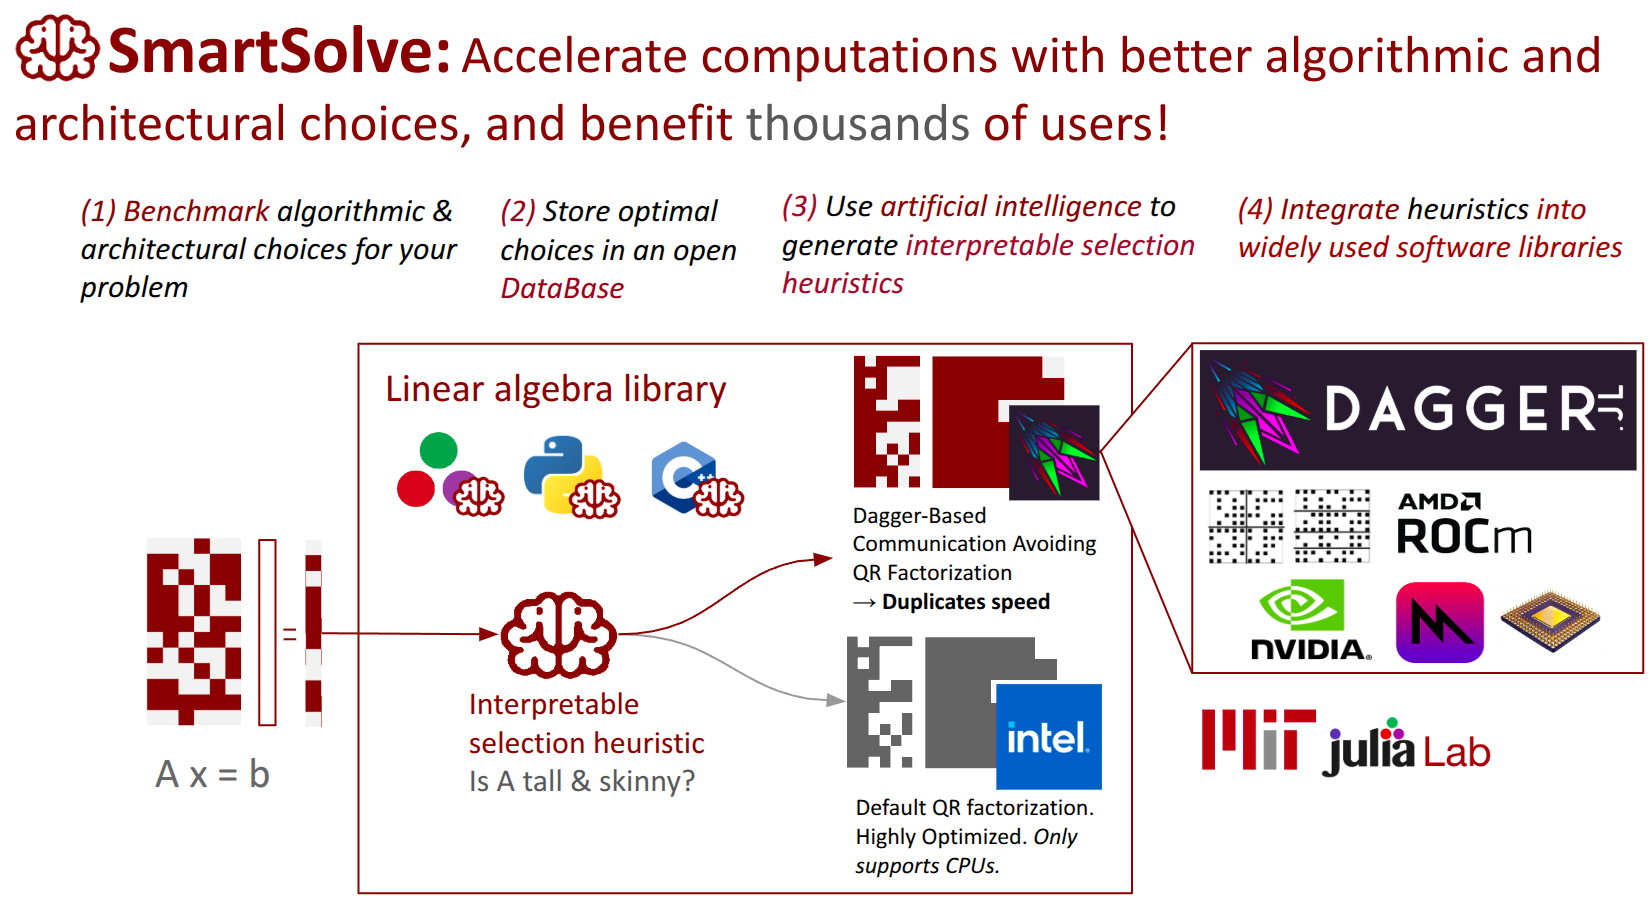 SmartSolve: Accelerate computations with better algorithmic and
architectural choices, and benefit thousands of users!
(1) Benchmark algorithmic &
architectural choices for your
problem
(2) Store optimal
choices in an open
DataBase
(3) Use artificial intelligence to
generate interpretable selection
heuristics
(4) Integrate heuristics into
widely used software libraries
Linear algebra library
C++
=
A x = b
Interpretable
selection heuristic
Is A tall & skinny?
Dagger-Based
Communication Avoiding
QR Factorization
→ Duplicates speed
intel.
Default QR factorization.
Highly Optimized. Only
supports CPUs.
DAGGER.JL
AMD
ROCm
NVIDIA®
MIT
julia Lab